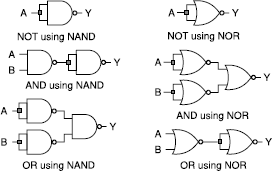 A Y A Y
NOT using NAND NOT using NOR
A
B Y
AND using NAND
A
B Y
AND using NOR
A
B Y
OR using NAND
A
B Y
OR using NOR